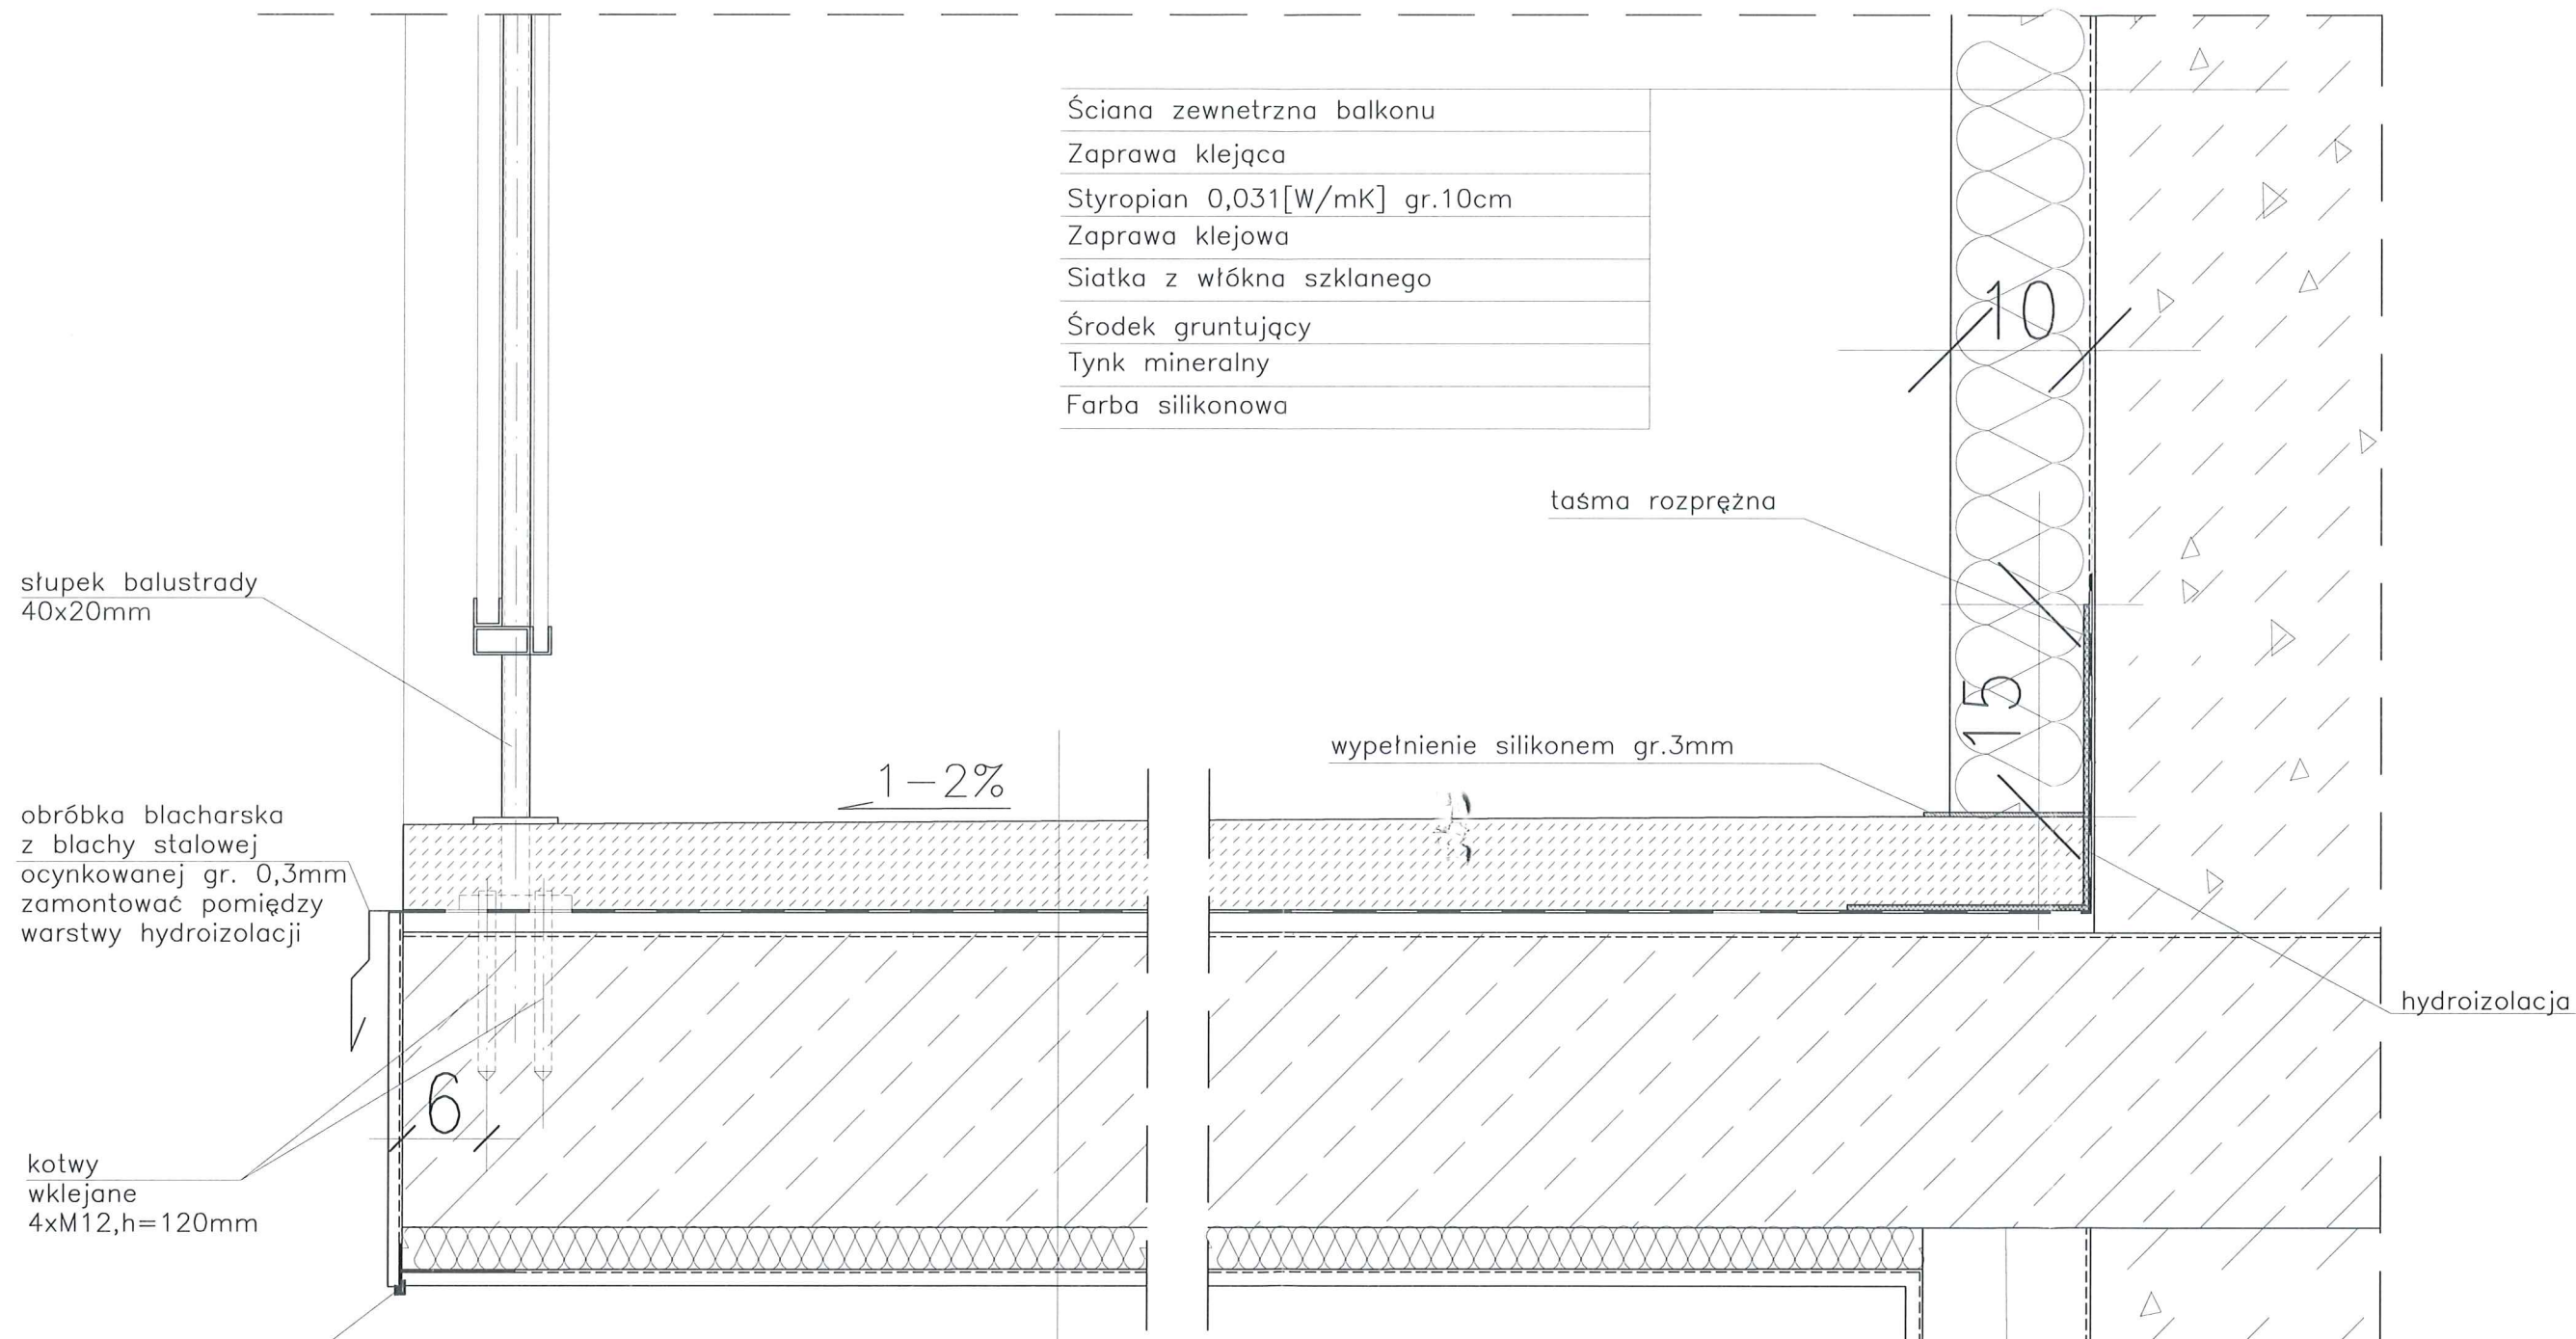 Ściana zewnetrzna balkonu
Zaprawa klejąca
Styropian 0,031[W/mK] gr.10cm
Zaprawa klejowa
Siatka z włókna szklanego
Środek gruntujący
Tynk mineralny
Farba silikonowa
10
taśma rozprężna
słupek balustrady
40x20mm
15
wypełnienie silikonem gr.3mm
1-2%
obróbka blacharska
z blachy stalowej
ocynkowanej gr. 0,3mm
zamontować pomiędzy
warstwy hydroizolacji
hydroizolacja
6
kotwy
wklejane
4xM12,h=120mm